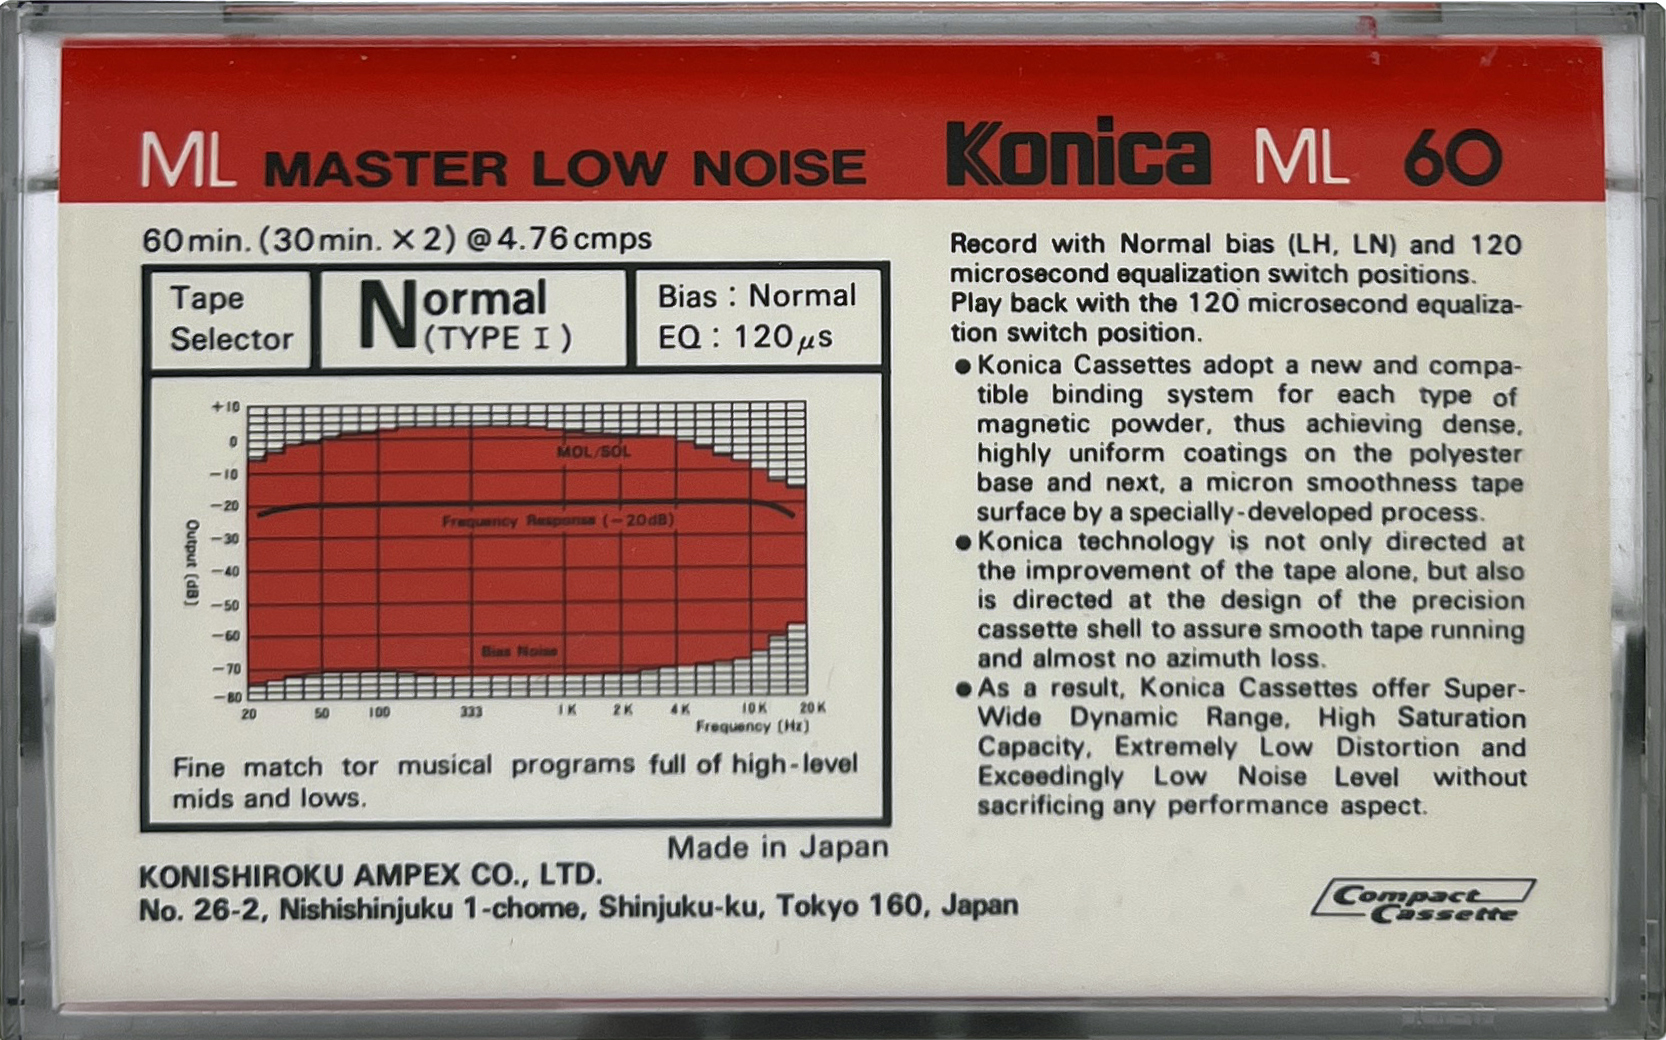 ML MASTER LOW NOISE Konica ML 60
60min. (30min. × 2) @ 4.76 cmps
Tape
Selector
Normal
(TYPE I)
Bias : Normal
EQ : 120μs
+10
0
−10
−20
−30
−40
−50
−60
−70
−80
Output (dB)
MOL/SOL
Frequency Response (−20dB)
Bias Noise
20 50 100 333 1K 2K 4K 10K 20K
Frequency (Hz)
Fine match tor musical programs full of high-level
mids and lows.
Made in Japan
KONISHIROKU AMPEX CO., LTD.
No. 26-2, Nishishinjuku 1-chome, Shinjuku-ku, Tokyo 160, Japan
Record with Normal bias (LH, LN) and 120
microsecond equalization switch positions.
Play back with the 120 microsecond equaliza-
tion switch position.
●Konica Cassettes adopt a new and compa-
tible binding system for each type of
magnetic powder, thus achieving dense,
highly uniform coatings on the polyester
base and next, a micron smoothness tape
surface by a specially-developed process.
●Konica technology is not only directed at
the improvement of the tape alone, but also
is directed at the design of the precision
cassette shell to assure smooth tape running
and almost no azimuth loss.
●As a result, Konica Cassettes offer Super-
Wide Dynamic Range, High Saturation
Capacity, Extremely Low Distortion and
Exceedingly Low Noise Level without
sacrificing any performance aspect.
Compact
Cassette